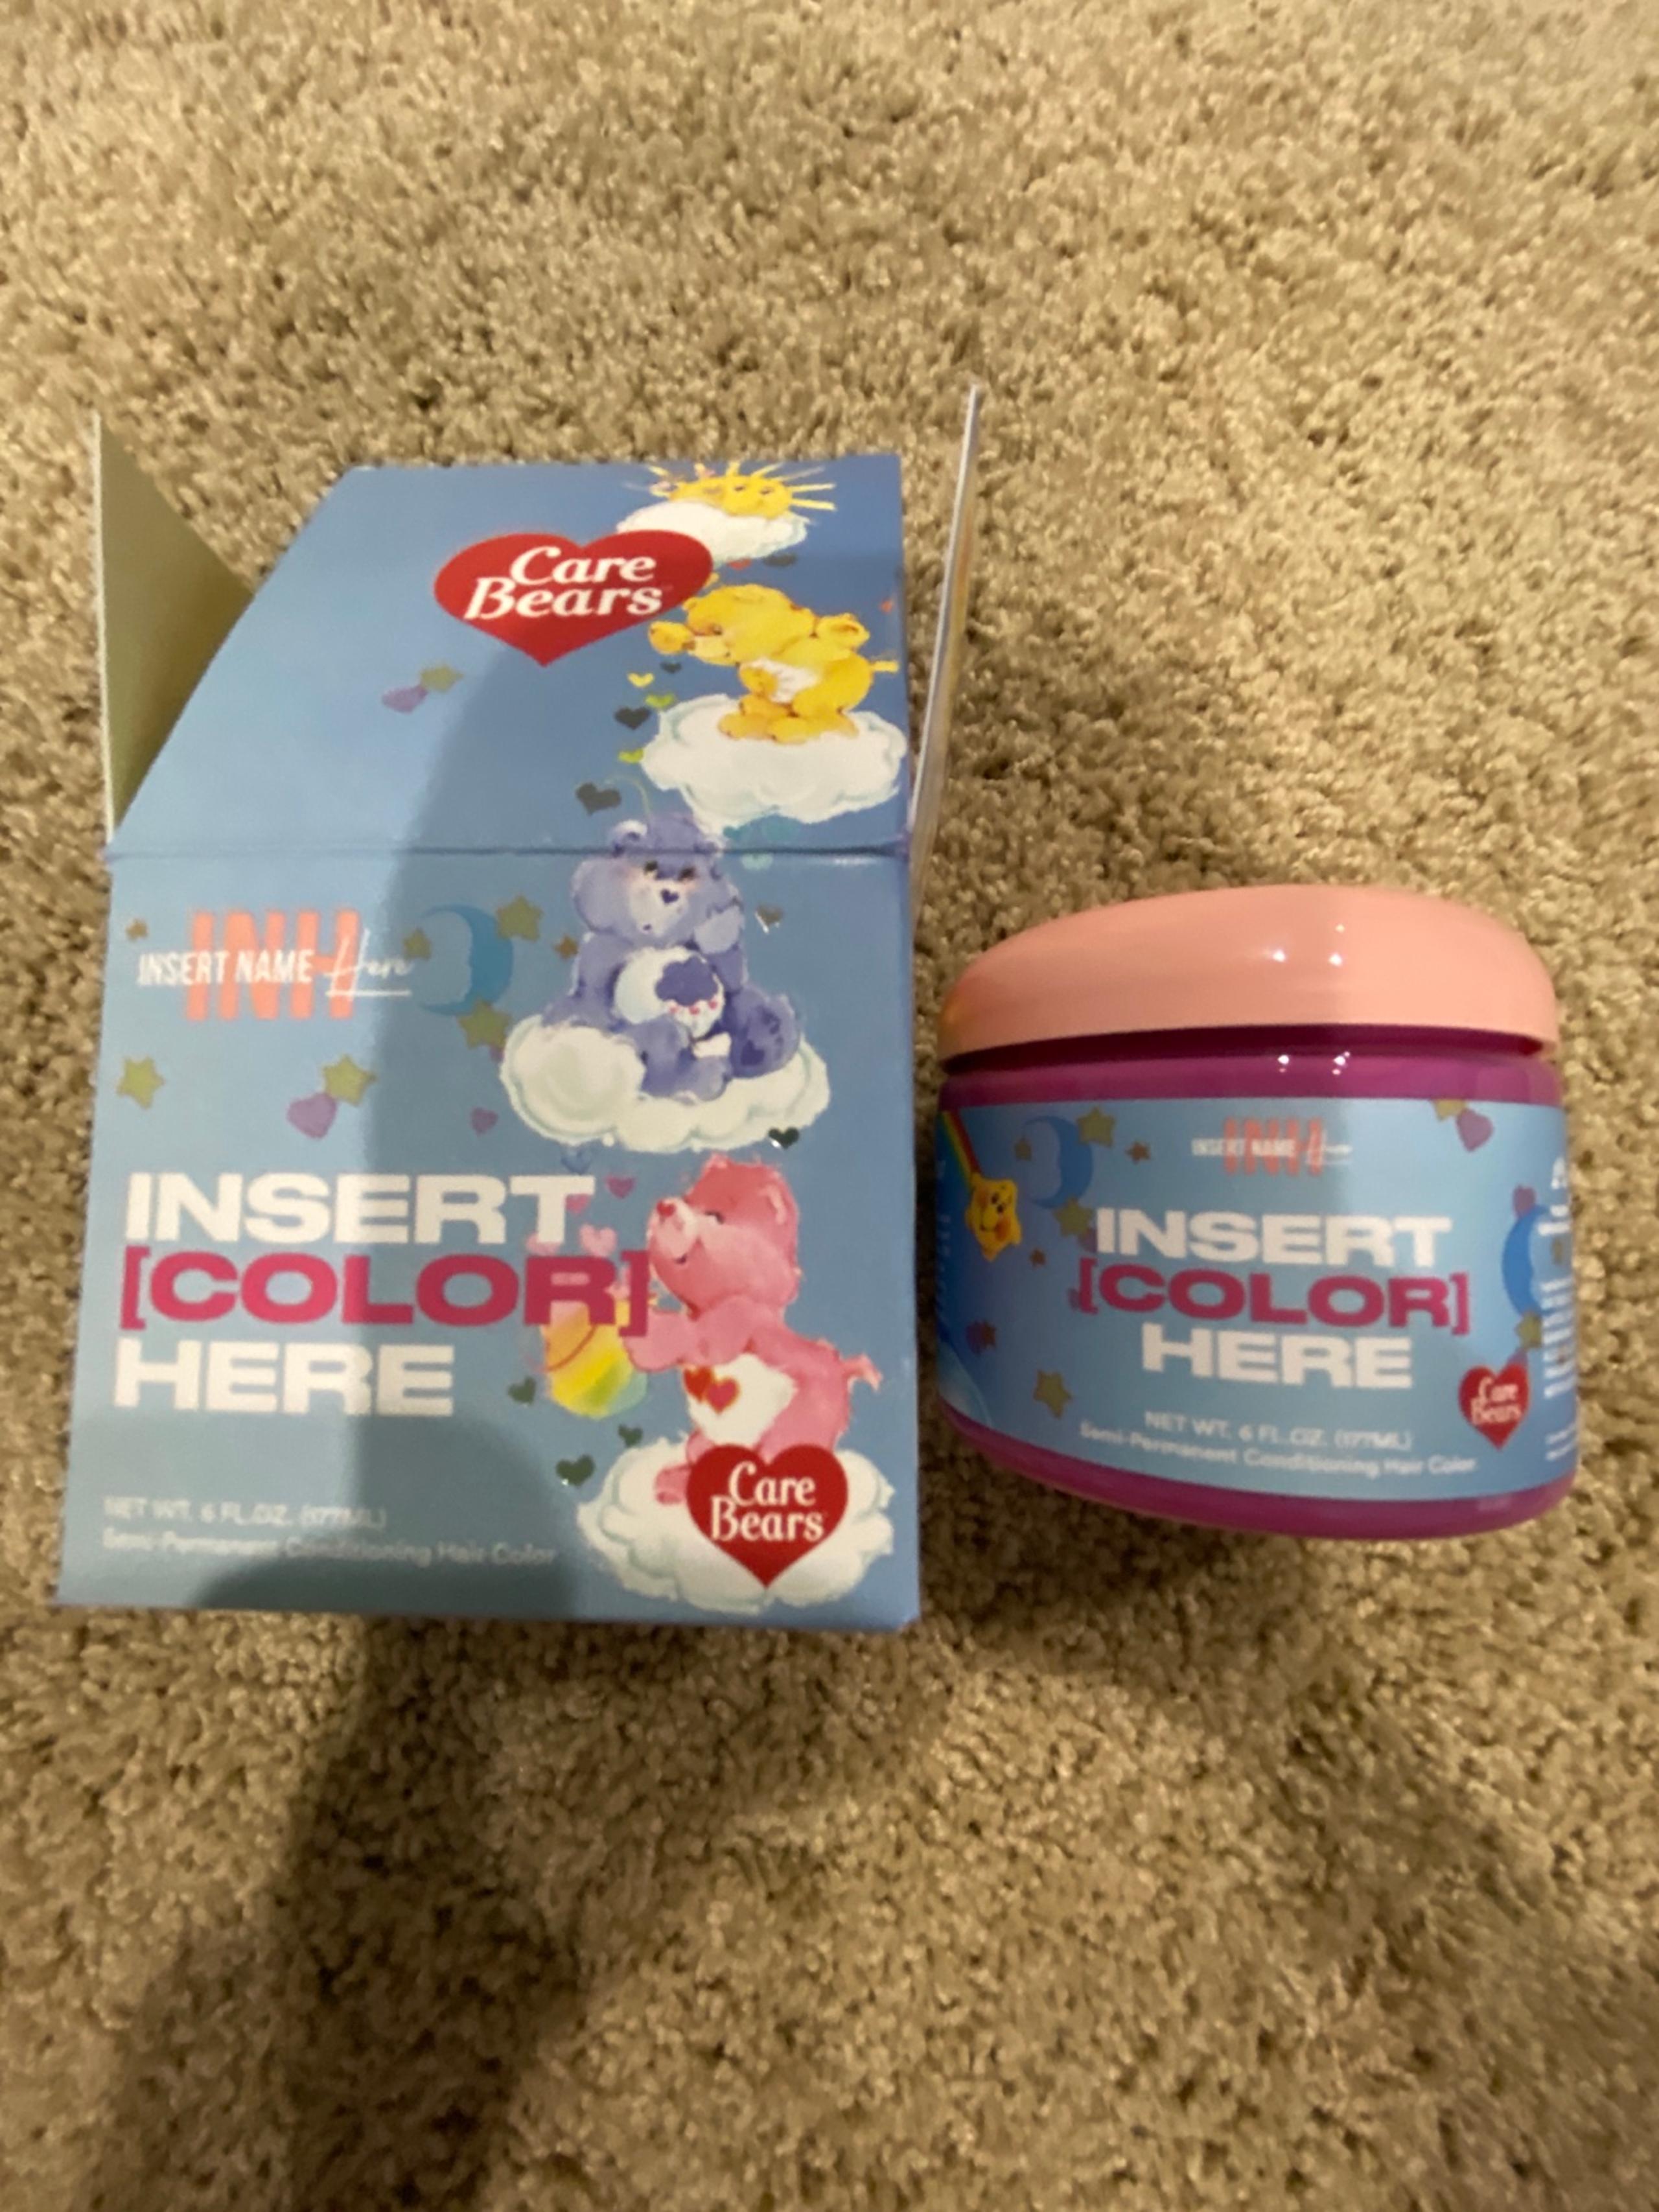 Care
Bears
INH
INSERT NAME Here
INSERT
[COLOR]
HERE
NET WT. 6 FL.OZ. (177ML)
Semi-Permanent Conditioning Hair Color
Care
Bears
INH
INSERT NAME Here
INSERT
[COLOR]
HERE
NET WT. 6 FL.OZ. (177ML)
Semi-Permanent Conditioning Hair Color
Care
Bears